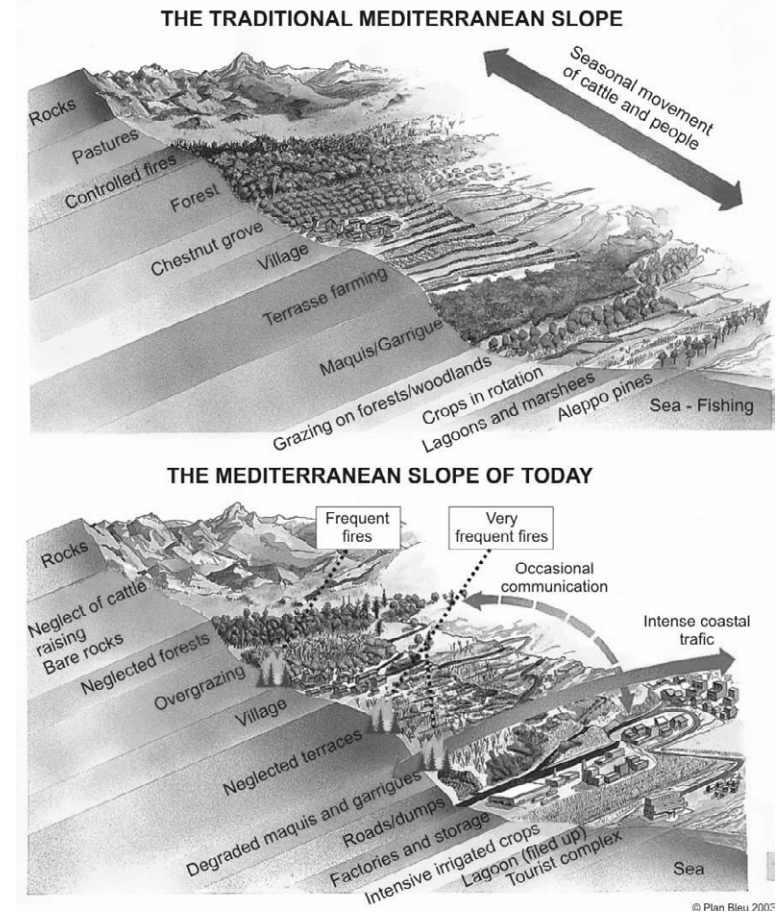 THE TRADITIONAL MEDITERRANEAN SLOPE
Seasonal movement
of cattle and people
Rocks
Pastures
Controlled fires
Forest
Chestnut grove
Village
Terrasse farming
Maquis/Garrigue
Grazing on forests/woodlands
Crops in rotation
Lagoons and marshees
Aleppo pines
Sea - Fishing
THE MEDITERRANEAN SLOPE OF TODAY
Frequent
fires
Very
frequent fires
Occasional
communication
Intense coastal
trafic
Rocks
Neglect of cattle
raising
Bare rocks
Neglected forests
Overgrazing
Village
Neglected terraces
Degraded maquis and garrigues
Roads/dumps
Factories and storage
Intensive irrigated crops
Lagoon (filed up)
Tourist complex
Sea
© Plan Bleu 2003